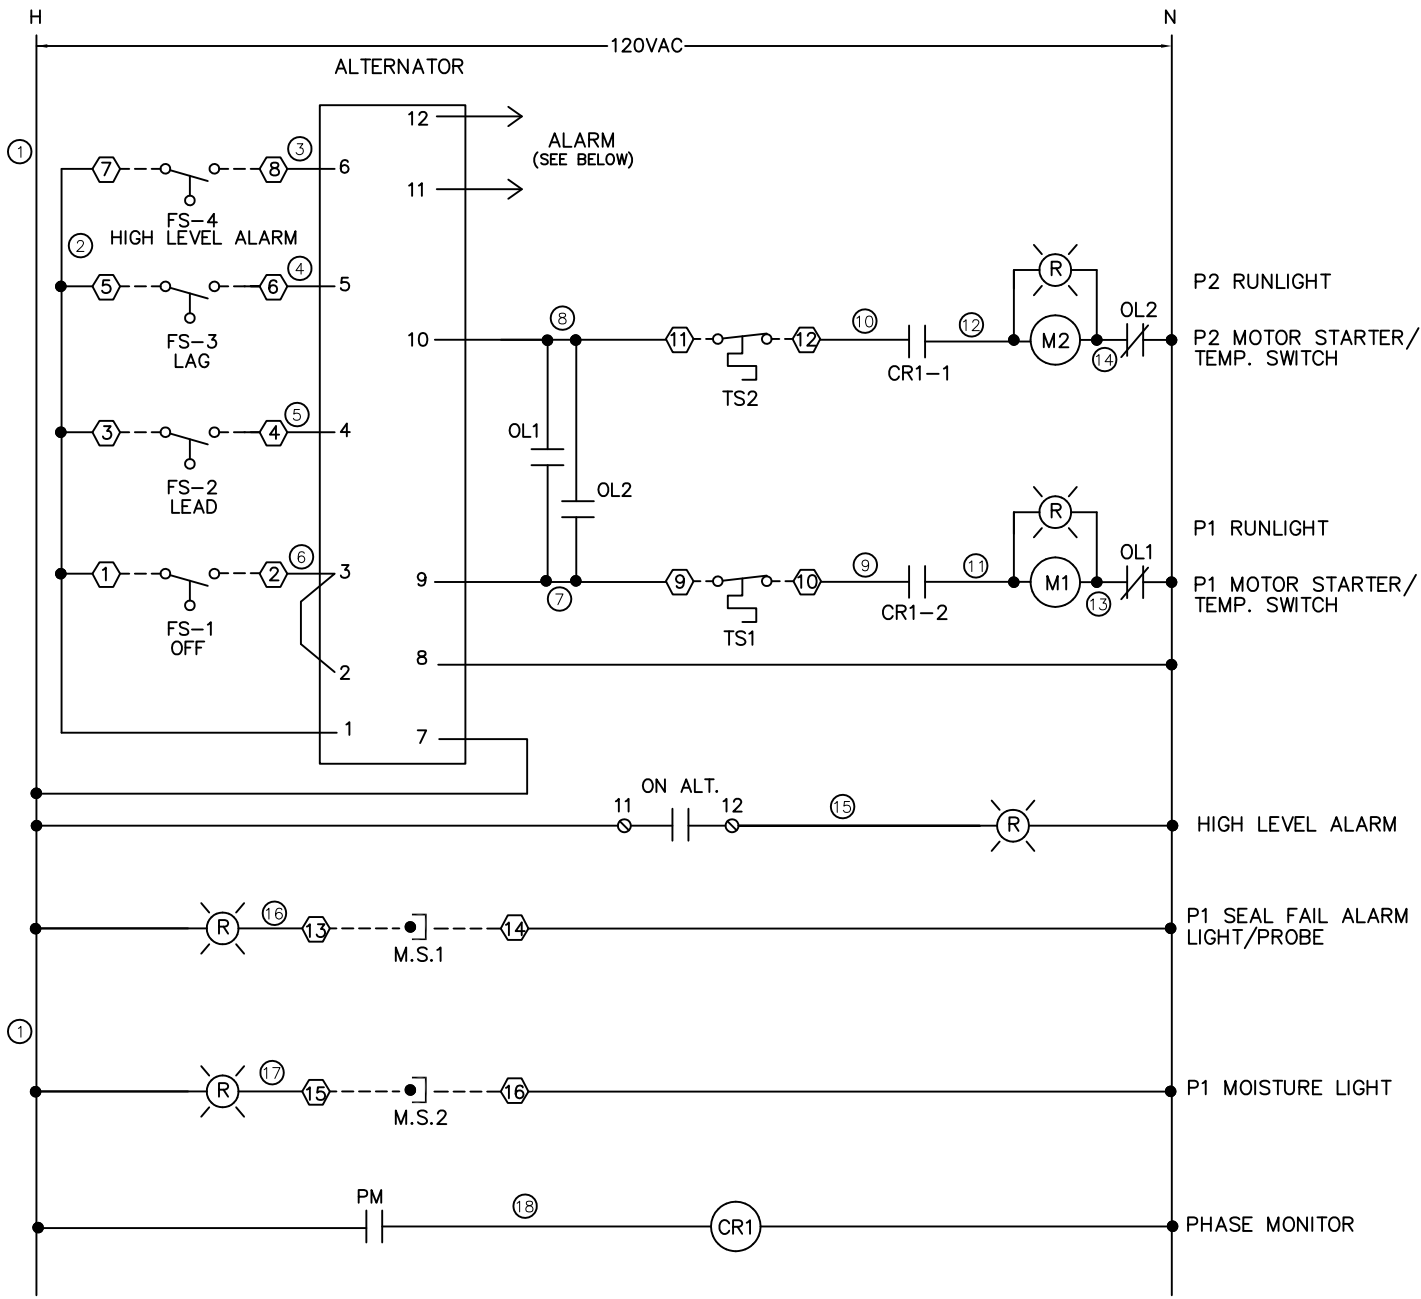 H
N
120VAC
ALTERNATOR
12
ALARM
(SEE BELOW)
1
7
8
3
6
11
FS-4
HIGH LEVEL ALARM
2
5
6
4
5
FS-3
LAG
10
8
11
12
10
12
R
P2 RUNLIGHT
M2
14
OL2
P2 MOTOR STARTER/
TEMP. SWITCH
TS2
CR1-1
3
4
5
4
FS-2
LEAD
OL1
OL2
1
2
6
3
FS-1
OFF
2
9
7
9
10
9
11
R
P1 RUNLIGHT
M1
13
OL1
P1 MOTOR STARTER/
TEMP. SWITCH
TS1
CR1-2
8
1
7
ON ALT.
11
12
15
R
HIGH LEVEL ALARM
R
16
13
M.S.1
14
P1 SEAL FAIL ALARM
LIGHT/PROBE
1
R
17
15
M.S.2
16
P1 MOISTURE LIGHT
PM
18
CR1
PHASE MONITOR